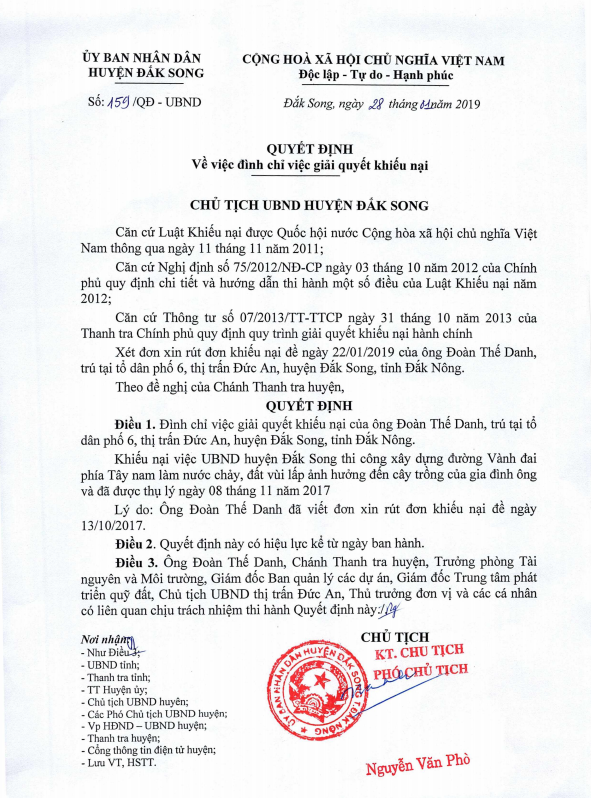 ỦY BAN NHÂN DÂN
HUYỆN ĐẮK SONG
CỘNG HOÀ XÃ HỘI CHỦ NGHĨA VIỆT NAM
Độc lập - Tự do - Hạnh phúc
Số: 159 /QĐ - UBND
Đắk Song, ngày 28 tháng 01 năm 2019
QUYẾT ĐỊNH
Về việc đình chỉ việc giải quyết khiếu nại
CHỦ TỊCH UBND HUYỆN ĐẮK SONG
Căn cứ Luật Khiếu nại được Quốc hội nước Cộng hòa xã hội chủ nghĩa Việt
Nam thông qua ngày 11 tháng 11 năm 2011;
Căn cứ Nghị định số 75/2012/NĐ-CP ngày 03 tháng 10 năm 2012 của Chính
phủ quy định chi tiết và hướng dẫn thi hành một số điều của Luật Khiếu nại năm
2012;
Căn cứ Thông tư số 07/2013/TT-TTCP ngày 31 tháng 10 năm 2013 của
Thanh tra Chính phủ quy định quy trình giải quyết khiếu nại hành chính
Xét đơn xin rút đơn khiếu nại đề ngày 22/01/2019 của ông Đoàn Thế Danh,
trú tại tổ dân phố 6, thị trấn Đức An, huyện Đắk Song, tỉnh Đắk Nông.
Theo đề nghị của Chánh Thanh tra huyện,
QUYẾT ĐỊNH
Điều 1. Đình chỉ việc giải quyết khiếu nại của ông Đoàn Thế Danh, trú tại tổ
dân phố 6, thị trấn Đức An, huyện Đắk Song, tỉnh Đắk Nông.
Khiếu nại việc UBND huyện Đắk Song thi công xây dựng đường Vành đai
phía Tây nam làm nước chảy, đất vùi lấp ảnh hưởng đến cây trồng của gia đình ông
và đã được thụ lý ngày 08 tháng 11 năm 2017
Lý do: Ông Đoàn Thế Danh đã viết đơn xin rút đơn khiếu nại đề ngày
13/10/2017.
Điều 2. Quyết định này có hiệu lực kể từ ngày ban hành.
Điều 3. Ông Đoàn Thế Danh, Chánh Thanh tra huyện, Trưởng phòng Tài
nguyên và Môi trường, Giám đốc Ban quản lý các dự án, Giám đốc Trung tâm phát
triển quỹ đất, Chủ tịch UBND thị trấn Đức An, Thủ trưởng đơn vị và các cá nhân
có liên quan chịu trách nhiệm thi hành Quyết định này./.
Nơi nhận:
- Như Điều 3;
- UBND tỉnh;
- Thanh tra tỉnh;
- TT Huyện ủy;
- Chủ tịch UBND huyên;
- Các Phó Chủ tịch UBND huyện;
- Vp HĐND – UBND huyện;
- Thanh tra huyện;
- Cổng thông tin điện tử huyện;
- Lưu VT, HSTT.
CHỦ TỊCH
KT. CHỦ TỊCH
PHÓ CHỦ TỊCH
ỦY BAN NHÂN DÂN HUYỆN ĐẮK SONG T. ĐẮK NÔNG
Nguyễn Văn Phò